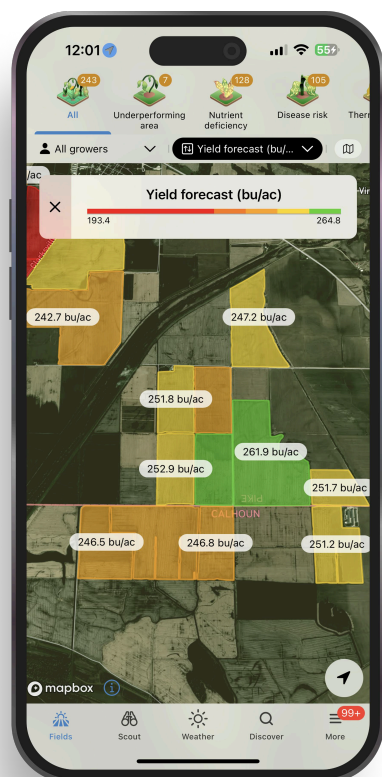 12:01
55
243
7
128
105
All
Underperforming
area
Nutrient
deficiency
Disease risk
Therm
All growers
Yield forecast (bu/...
/ac
Yield forecast (bu/ac)
193.4
264.8
242.7 bu/ac
247.2 bu/ac
251.8 bu/ac
261.9 bu/ac
252.9 bu/ac
251.7 bu/ac
PIKE
CALHOUN
246.5 bu/ac
246.8 bu/ac
251.2 bu/ac
mapbox
99+
Fields
Scout
Weather
Discover
More